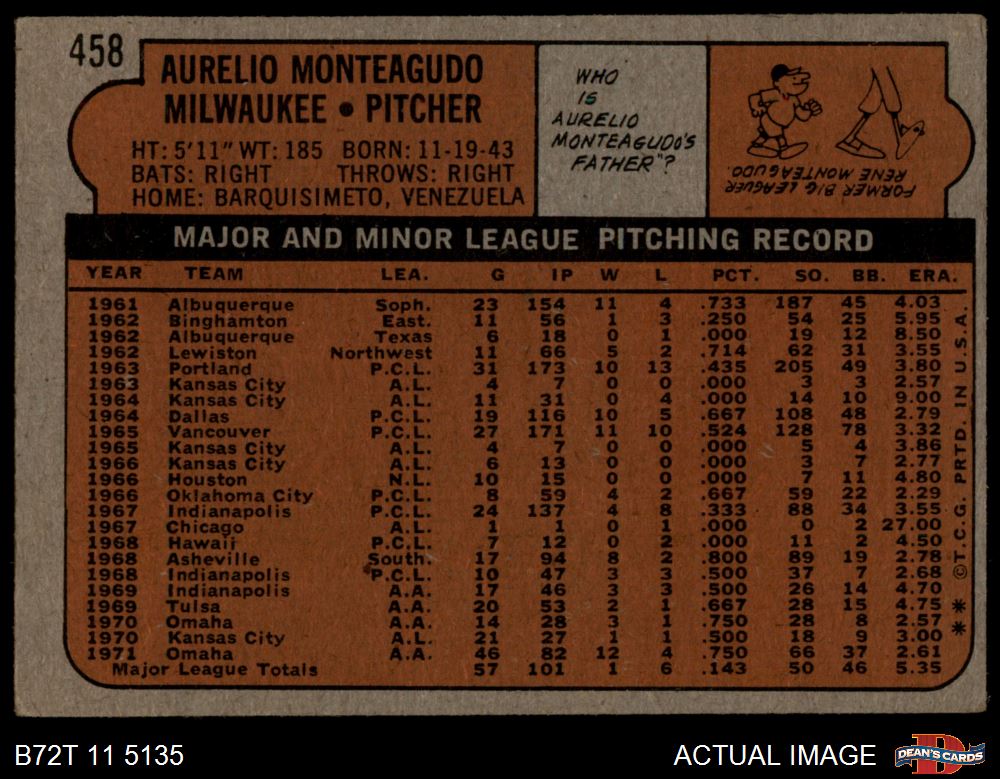 458
AURELIO MONTEAGUDO
MILWAUKEE • PITCHER
HT: 5'11" WT: 185 BORN: 11-19-43
BATS: RIGHT THROWS: RIGHT
HOME: BARQUISIMETO, VENEZUELA
WHO
IS
AURELIO
MONTEAGUDO'S
FATHER"?
FORMER BIG LEAGUER
RENE MONTEAGUDO
MAJOR AND MINOR LEAGUE PITCHING RECORD
YEAR TEAM LEA. G IP W L PCT. SO. BB. ERA.
1961 Albuquerque Soph. 23 154 11 4 .733 187 45 4.03
1962 Binghamton East. 11 56 1 3 .250 54 25 5.95
1962 Albuquerque Texas 6 18 0 1 .000 19 12 8.50
1962 Lewiston Northwest 11 66 5 2 .714 62 31 3.55
1963 Portland P.C.L. 31 173 10 13 .435 205 49 3.80
1963 Kansas City A.L. 4 7 0 0 .000 3 3 2.57
1964 Kansas City A.L. 11 31 0 4 .000 14 10 9.00
1964 Dallas P.C.L. 19 116 10 5 .667 108 48 2.79
1965 Vancouver P.C.L. 27 171 11 10 .524 128 78 3.32
1965 Kansas City A.L. 4 7 0 0 .000 5 4 3.86
1966 Kansas City A.L. 6 13 0 0 .000 3 7 2.77
1966 Houston N.L. 10 15 0 0 .000 7 11 4.80
1966 Oklahoma City P.C.L. 8 59 4 2 .667 59 22 2.29
1967 Indianapolis P.C.L. 24 137 4 8 .333 88 34 3.55
1967 Chicago A.L. 1 1 0 1 .000 0 2 27.00
1968 Hawaii P.C.L. 7 12 0 2 .000 11 2 4.50
1968 Asheville South. 17 94 8 2 .800 89 19 2.78
1968 Indianapolis P.C.L. 10 47 3 3 .500 37 7 2.68
1969 Indianapolis A.A. 17 46 3 3 .500 26 14 4.70
1969 Tulsa A.A. 20 53 2 1 .667 28 15 4.75
1970 Omaha A.A. 14 28 3 1 .750 28 8 2.57
1970 Kansas City A.L. 21 27 1 1 .500 18 9 3.00
1971 Omaha A.A. 46 82 12 4 .750 66 37 2.61
Major League Totals 57 101 1 6 .143 50 46 5.35
* * © T.C.G. PRTD. IN U.S.A.
B72T 11 5135
ACTUAL IMAGE
D
DEAN'S CARDS